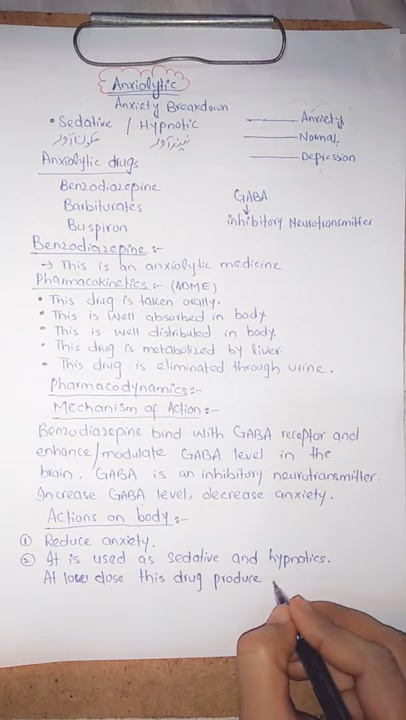 Anxiolytic
Anxiety Breakdown
• Sedative / Hypnotic
سکون آور نیند آور
Anxiety
Normal.
Depression
Anxiolytic drugs
Benzodiazepine
Barbiturates
Buspiron
GABA
↓
inhibitory Neurotransmitter
Benzodiazepine :-
→ This is an anxiolytic medicine
Pharmacokinetics :- (ADME)
• This drug is taken orally.
• This is well absorbed in body
• This is well distributed in body.
• This drug is metabolized by liver.
• This drug is eliminated through urine.
Pharmacodynamics :-
Mechanism of Action :-
Benzodiazepine bind with GABA receptor and
enhance/modulate GABA level in the
brain. GABA is an inhibitory neurotransmitter.
Increase GABA level, decrease anxiety.
Actions on body :-
① Reduce anxiety.
② It is used as sedative and hypnotics.
At low dose this drug produce